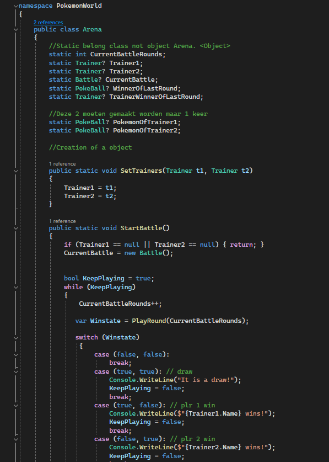 namespace PokemonWorld
{
2 references
public class Arena
{
//Static belong class not object Arena. <Object>
static int CurrentBattleRounds;
static Trainer? Trainer1;
static Trainer? Trainer2;
static Battle? CurrentBattle;
static PokeBall? WinnerOfLastRound;
static Trainer? TrainerWinnerOfLastRound;
//Deze 2 moeten gemaakt worden maar 1 keer
static PokeBall? PokemonOfTrainer1;
static PokeBall? PokemonOfTrainer2;
//Creation of a object
1 reference
public static void SetTrainers(Trainer t1, Trainer t2)
{
Trainer1 = t1;
Trainer2 = t2;
}
1 reference
public static void StartBattle()
{
if (Trainer1 == null || Trainer2 == null) { return; }
CurrentBattle = new Battle();
bool KeepPlaying = true;
while (KeepPlaying)
{
CurrentBattleRounds++;
var Winstate = PlayRound(CurrentBattleRounds);
switch (Winstate)
{
case (false, false):
break;
case (true, true): // draw
Console.WriteLine("It is a draw!");
KeepPlaying = false;
break;
case (true, false): // plr 1 win
Console.WriteLine($"{Trainer1.Name} wins!");
KeepPlaying = false;
break;
case (false, true): // plr 2 win
Console.WriteLine($"{Trainer2.Name} wins!");
KeepPlaying = false;